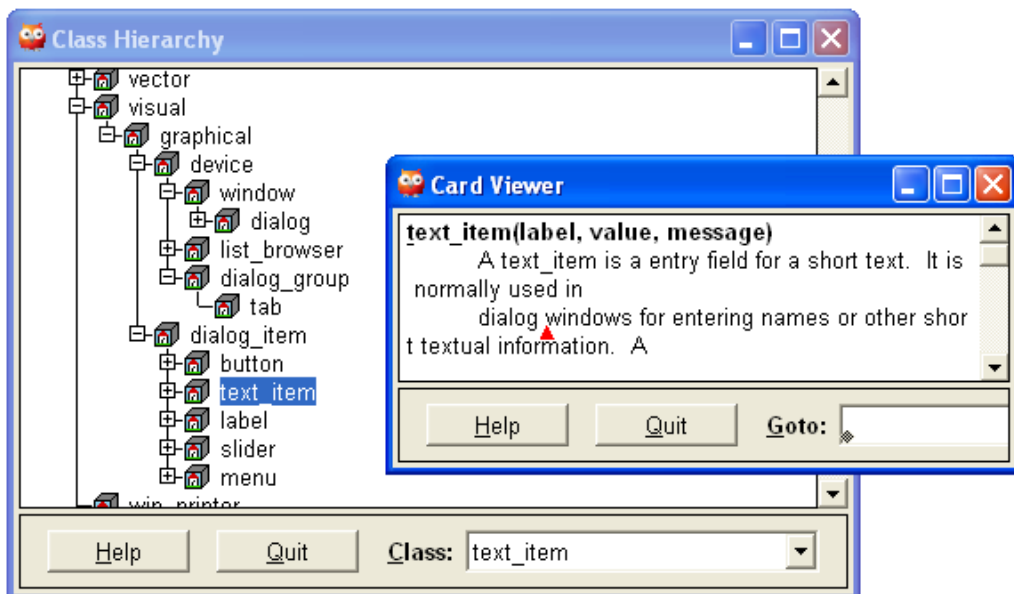 Class Hierarchy
vector
visual
graphical
device
window
dialog
list_browser
dialog_group
tab
dialog_item
button
text_item
label
slider
menu
win_printer
Help Quit Class: text_item
Card Viewer
text_item(label, value, message)
A text_item is a entry field for a short text. It is
normally used in
dialog windows for entering names or other shor
t textual information. A
Help Quit Goto: